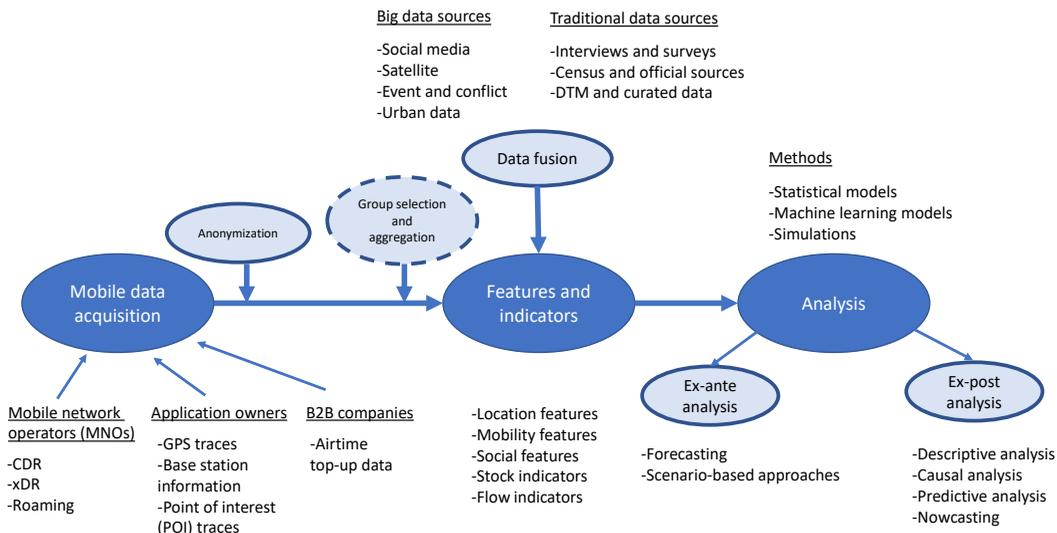 Big data sources
-Social media
-Satellite
-Event and conflict
-Urban data
Traditional data sources
-Interviews and surveys
-Census and official sources
-DTM and curated data
Data fusion
Group selection
and
aggregation
Anonymization
Methods
-Statistical models
-Machine learning models
-Simulations
Mobile data
acquisition
Features and
indicators
Analysis
Ex-ante
analysis
Ex-post
analysis
Mobile network
operators (MNOs)
-CDR
-xDR
-Roaming
Application owners
-GPS traces
-Base station
information
-Point of interest
(POI) traces
B2B companies
-Airtime
top-up data
-Location features
-Mobility features
-Social features
-Stock indicators
-Flow indicators
-Forecasting
-Scenario-based approaches
-Descriptive analysis
-Causal analysis
-Predictive analysis
-Nowcasting